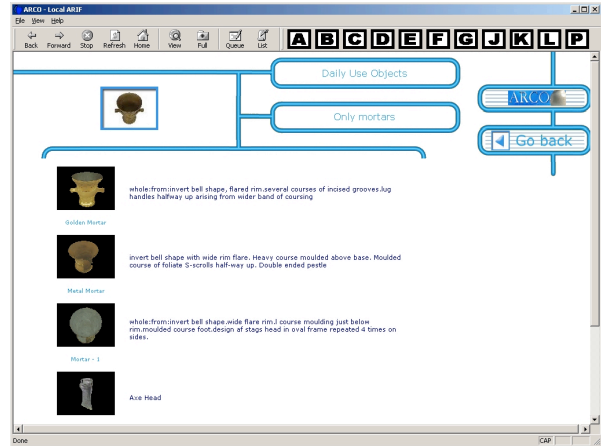 ARCO - Local ARIF
File View Help
Back Forward Stop Refresh Home View Full Queue List A B C D E F G J K L P
Daily Use Objects
ARCO
Only mortars
Go back
whole:from:invert bell shape, flared rim.several courses of incised grooves.lug
handles halfway up arising from wider band of coursing
Golden Mortar
invert bell shape with wide rim flare. Heavy course moulded above base. Moulded
course of foliate S-scrolls half-way up. Double ended pestle
Metal Mortar
whole:from:invert bell shape.wide flare rim.l course moulding just below
rim.moulded course foot.design af stags head in oval frame repeated 4 times on
sides.
Mortar - 1
Axe Head
Done CAP